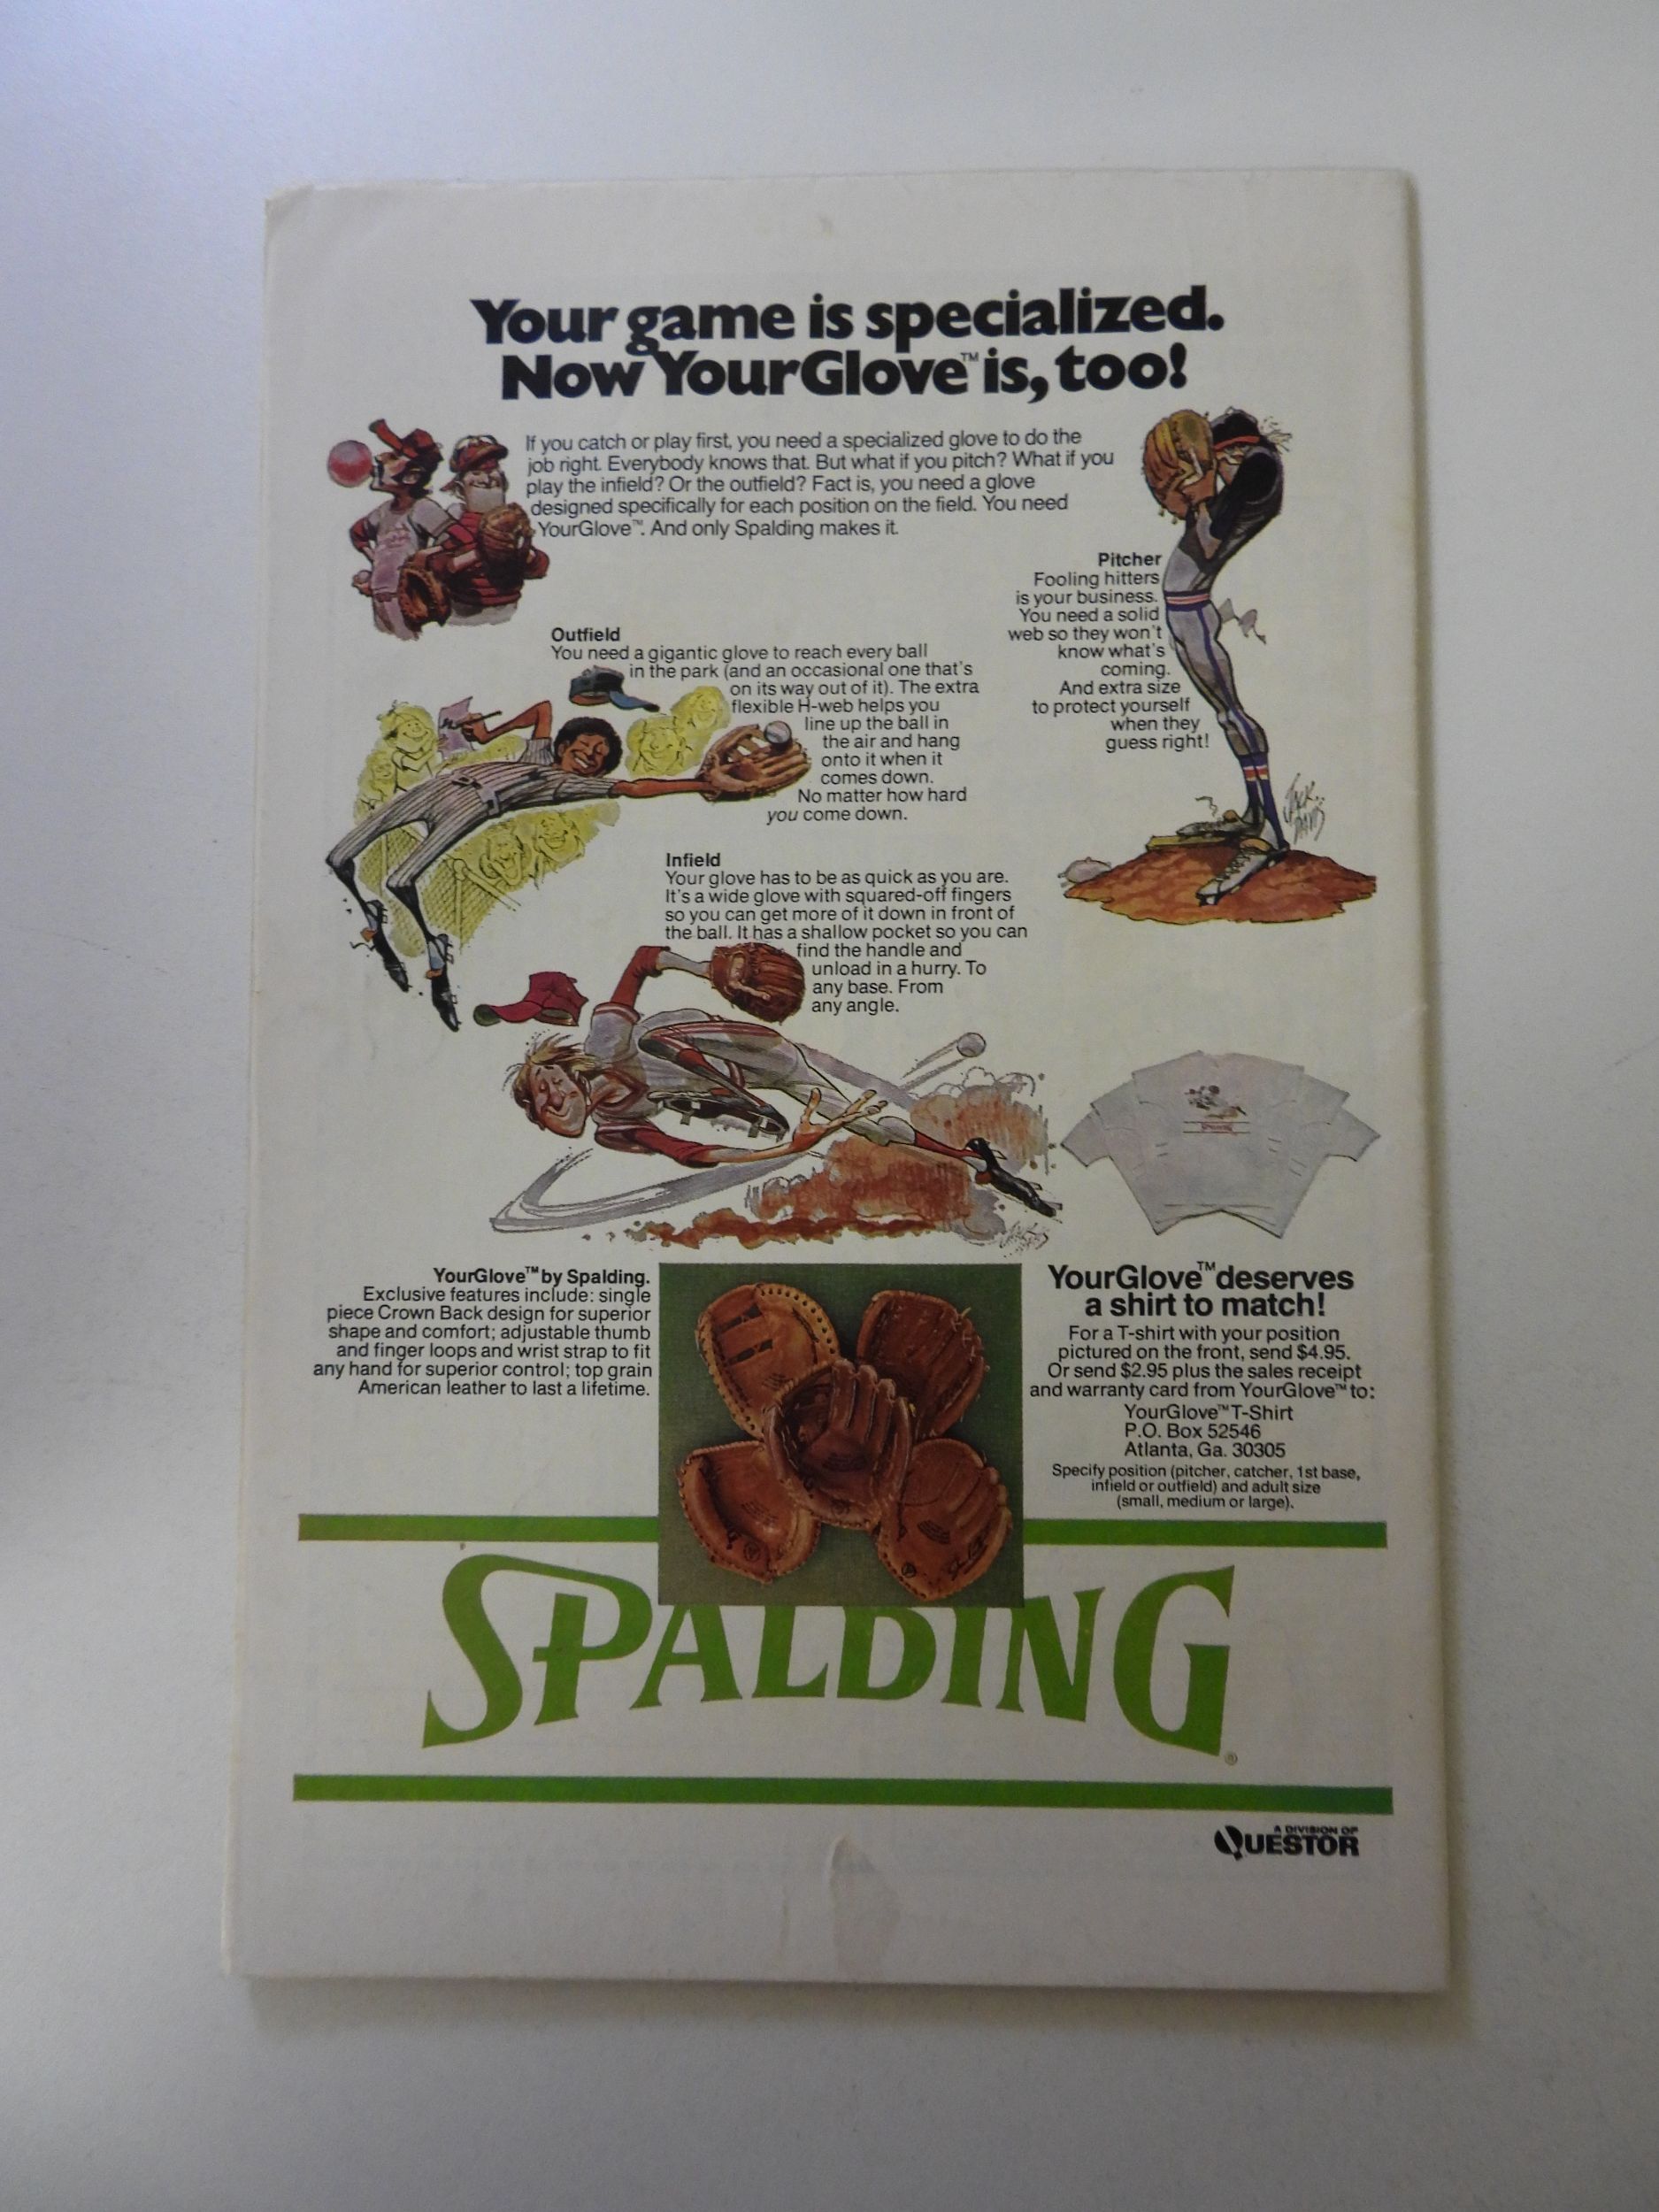 Your game is specialized.
Now YourGlove™ is, too!
If you catch or play first, you need a specialized glove to do the
job right. Everybody knows that. But what if you pitch? What if you
play the infield? Or the outfield? Fact is, you need a glove
designed specifically for each position on the field. You need
YourGlove™. And only Spalding makes it.
Pitcher
Fooling hitters
is your business.
You need a solid
web so they won't
know what's
coming.
And extra size
to protect yourself
when they
guess right!
JACK
DAVIS
Outfield
You need a gigantic glove to reach every ball
in the park (and an occasional one that's
on its way out of it). The extra
flexible H-web helps you
line up the ball in
the air and hang
onto it when it
comes down.
No matter how hard
you come down.
Infield
Your glove has to be as quick as you are.
It's a wide glove with squared-off fingers
so you can get more of it down in front of
the ball. It has a shallow pocket so you can
find the handle and
unload in a hurry. To
any base. From
any angle.
SPALDING
YourGlove™ by Spalding.
Exclusive features include: single
piece Crown Back design for superior
shape and comfort; adjustable thumb
and finger loops and wrist strap to fit
any hand for superior control; top grain
American leather to last a lifetime.
YourGlove™ deserves
a shirt to match!
For a T-shirt with your position
pictured on the front, send $4.95.
Or send $2.95 plus the sales receipt
and warranty card from YourGlove™ to:
YourGlove™ T-Shirt
P.O. Box 52546
Atlanta, Ga. 30305
Specify position (pitcher, catcher, 1st base,
infield or outfield) and adult size
(small, medium or large).
SPALDING®
A DIVISION OF
QUESTOR